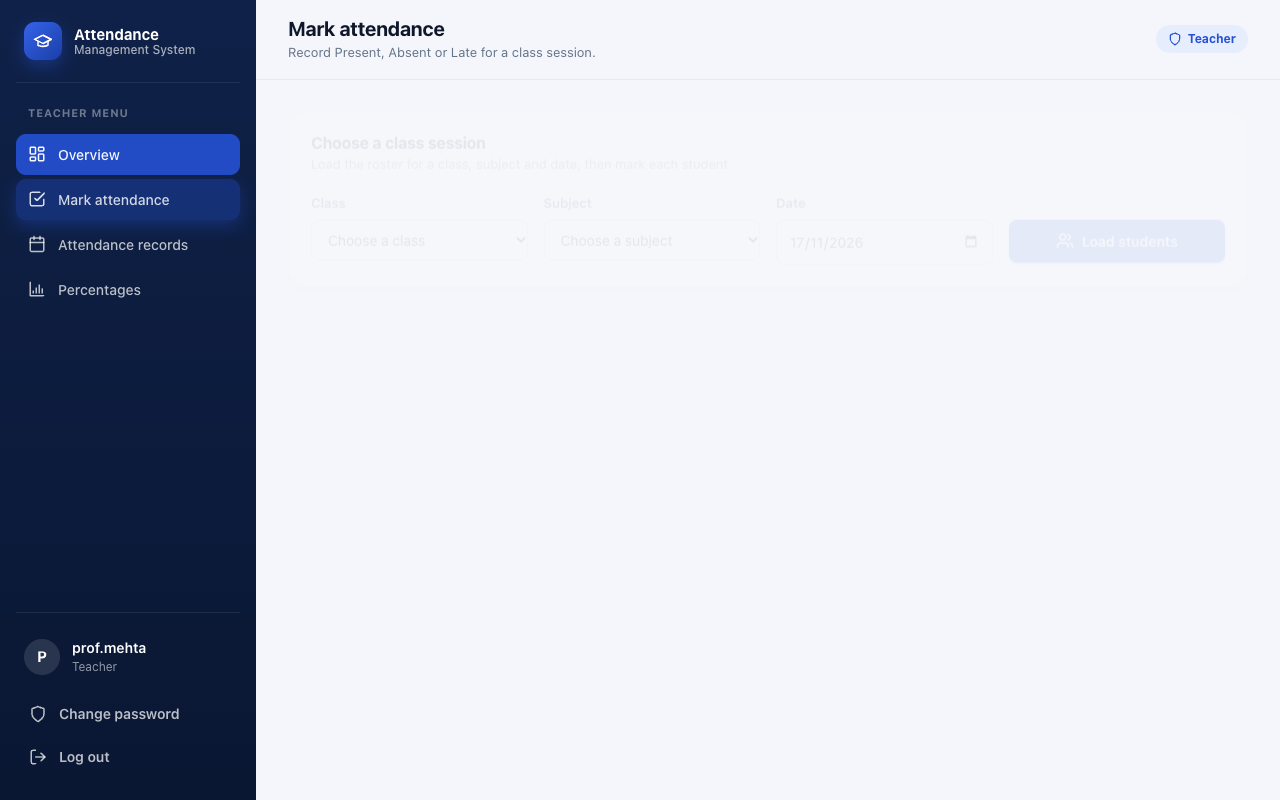 Attendance
Management System
TEACHER MENU
Overview
Mark attendance
Attendance records
Percentages
prof.mehta
P
Teacher
Change password
Log out
Mark attendance
Record Present, Absent or Late for a class session.
Teacher
Choose a class session
Load the roster for a class, subject and date, then mark each student
Class
Subject
Date
Choose a class
Choose a subject
17/11/2026
Load students